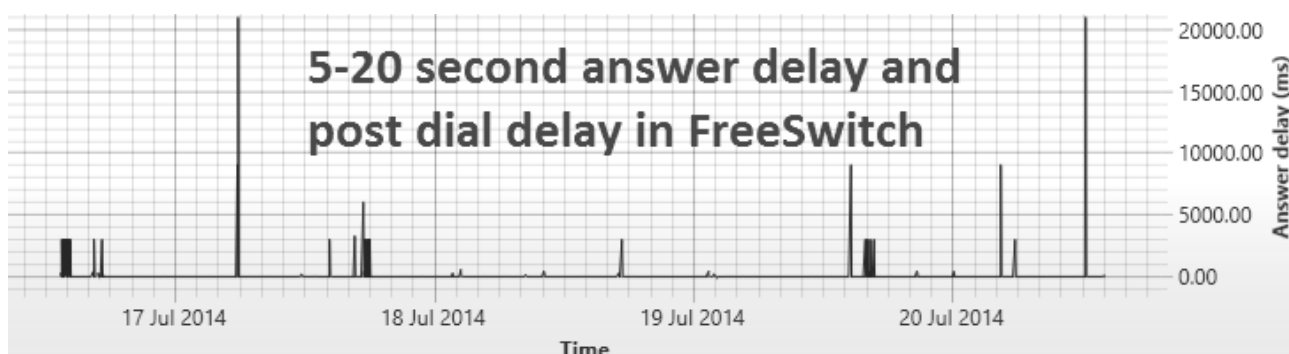 5-20 second answer delay and
post dial delay in FreeSwitch
20000.00
15000.00
10000.00
5000.00
0.00
Answer delay (ms)
17 Jul 2014
18 Jul 2014
19 Jul 2014
20 Jul 2014
Time